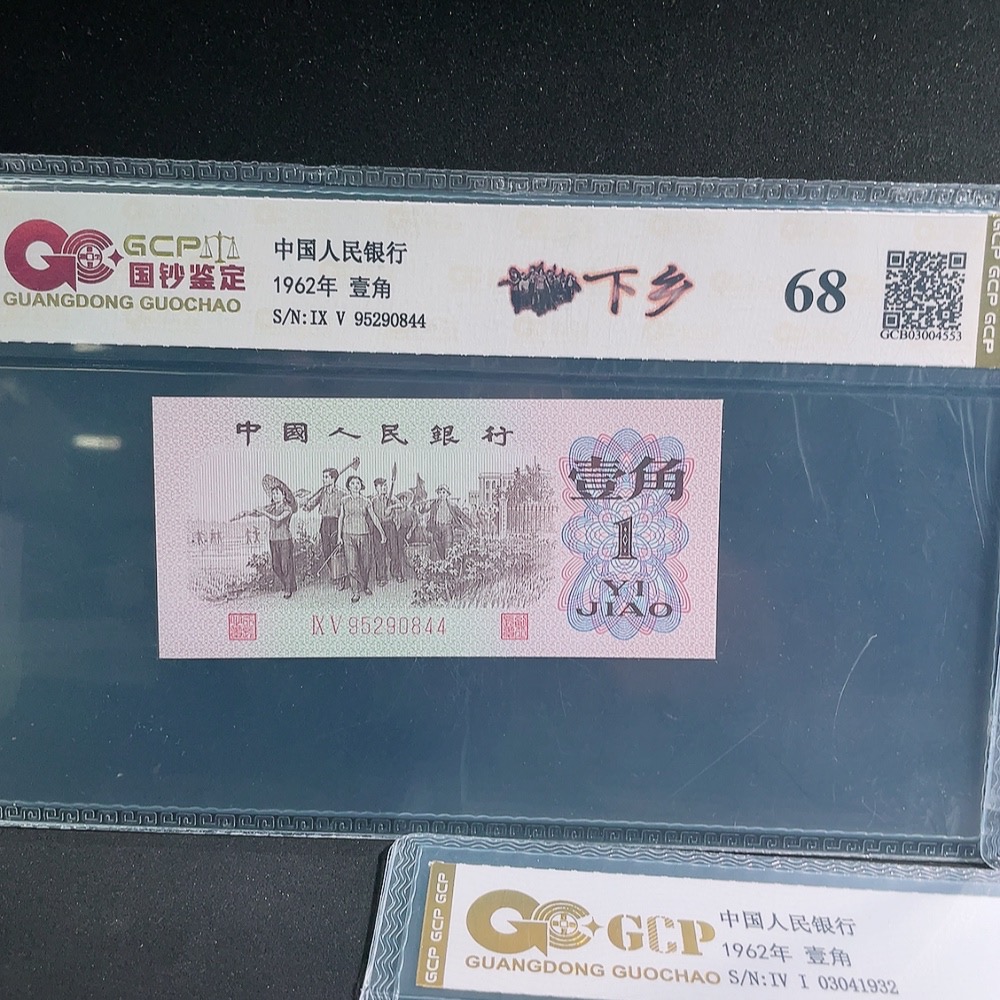 GCP
国钞鉴定
GUANGDONG GUOCHAO
中国人民银行
1962年 壹角
S/N:IX V 95290844
下乡
68
GCB03004553
GCP GCP GCP
中國人民銀行
壹角
1
YI
JIAO
IX V 95290844
GCP GCP GCP
GCP
GUANGDONG GUOCHAO
中国人民银行
1962年 壹角
S/N:IV I 03041932